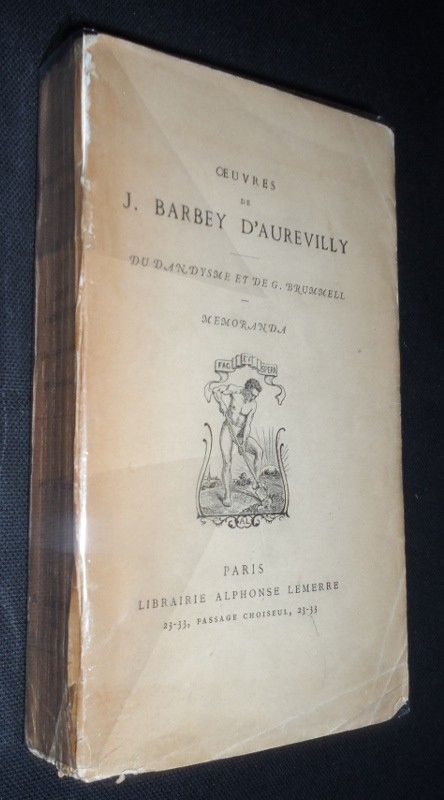 ŒUVRES
DE
J. BARBEY D'AUREVILLY
DU DANDYSME ET DE G. BRUMMELL
MEMORANDA
FAC ET SPERA
AL
PARIS
LIBRAIRIE ALPHONSE LEMERRE
23-33, PASSAGE CHOISEUL, 23-33